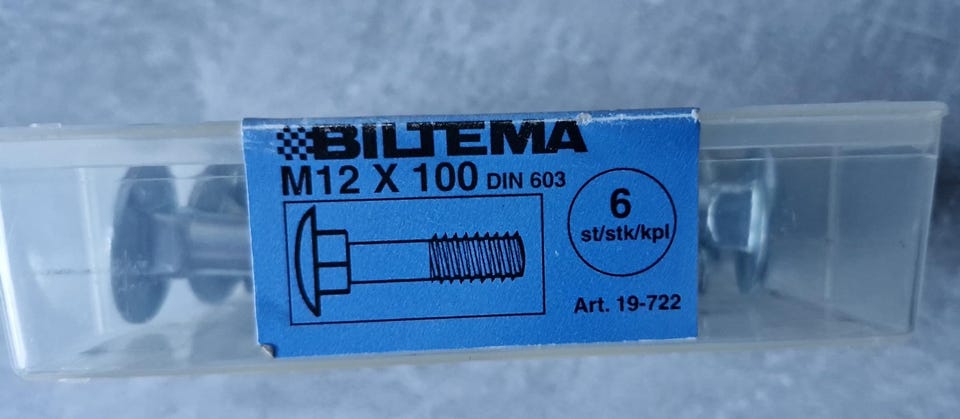 BILTEMA
M12 X 100 DIN 603
6
st/stk/kpl
Art. 19-722